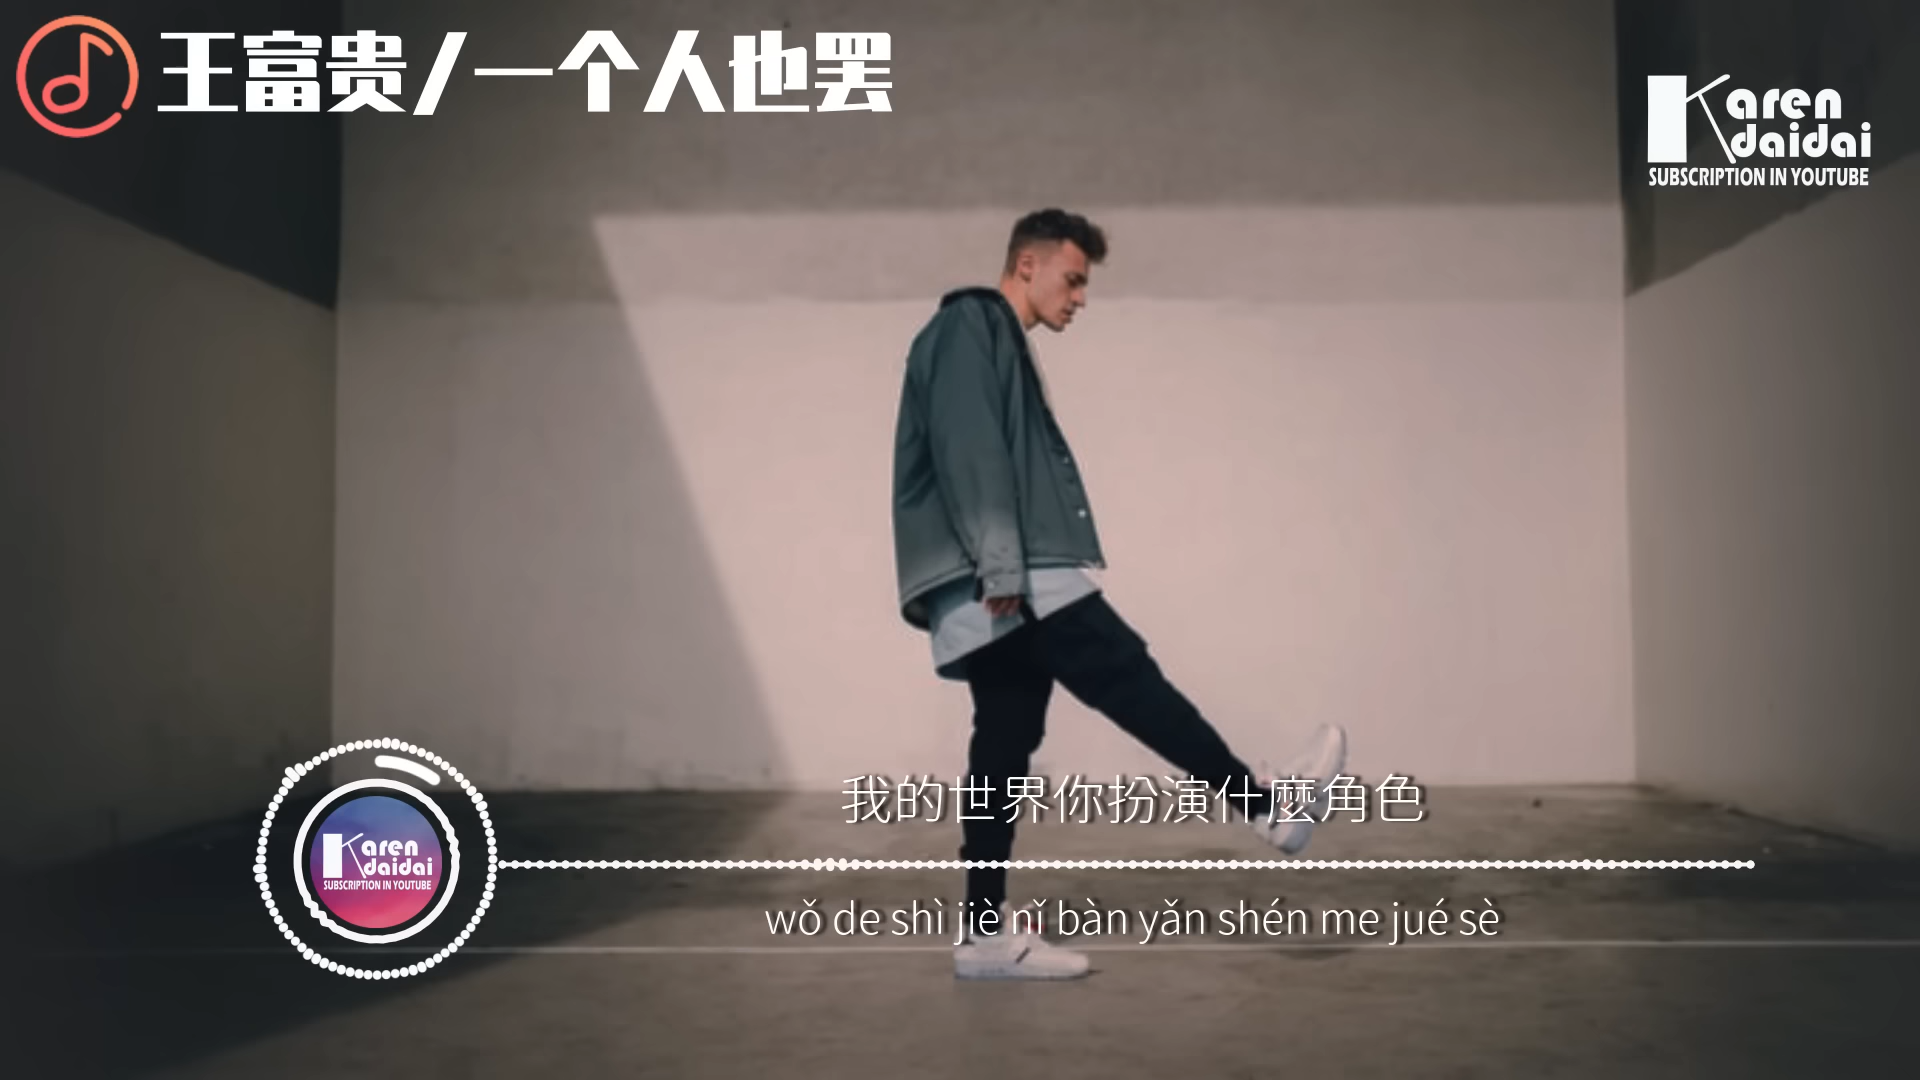 王富贵/一个人也罢
Karen
daidai
SUBSCRIPTION IN YOUTUBE
我的世界你扮演什麼角色
Karen
daidai
SUBSCRIPTION IN YOUTUBE
wǒ de shì jiè nǐ bàn yǎn shén me jué sè